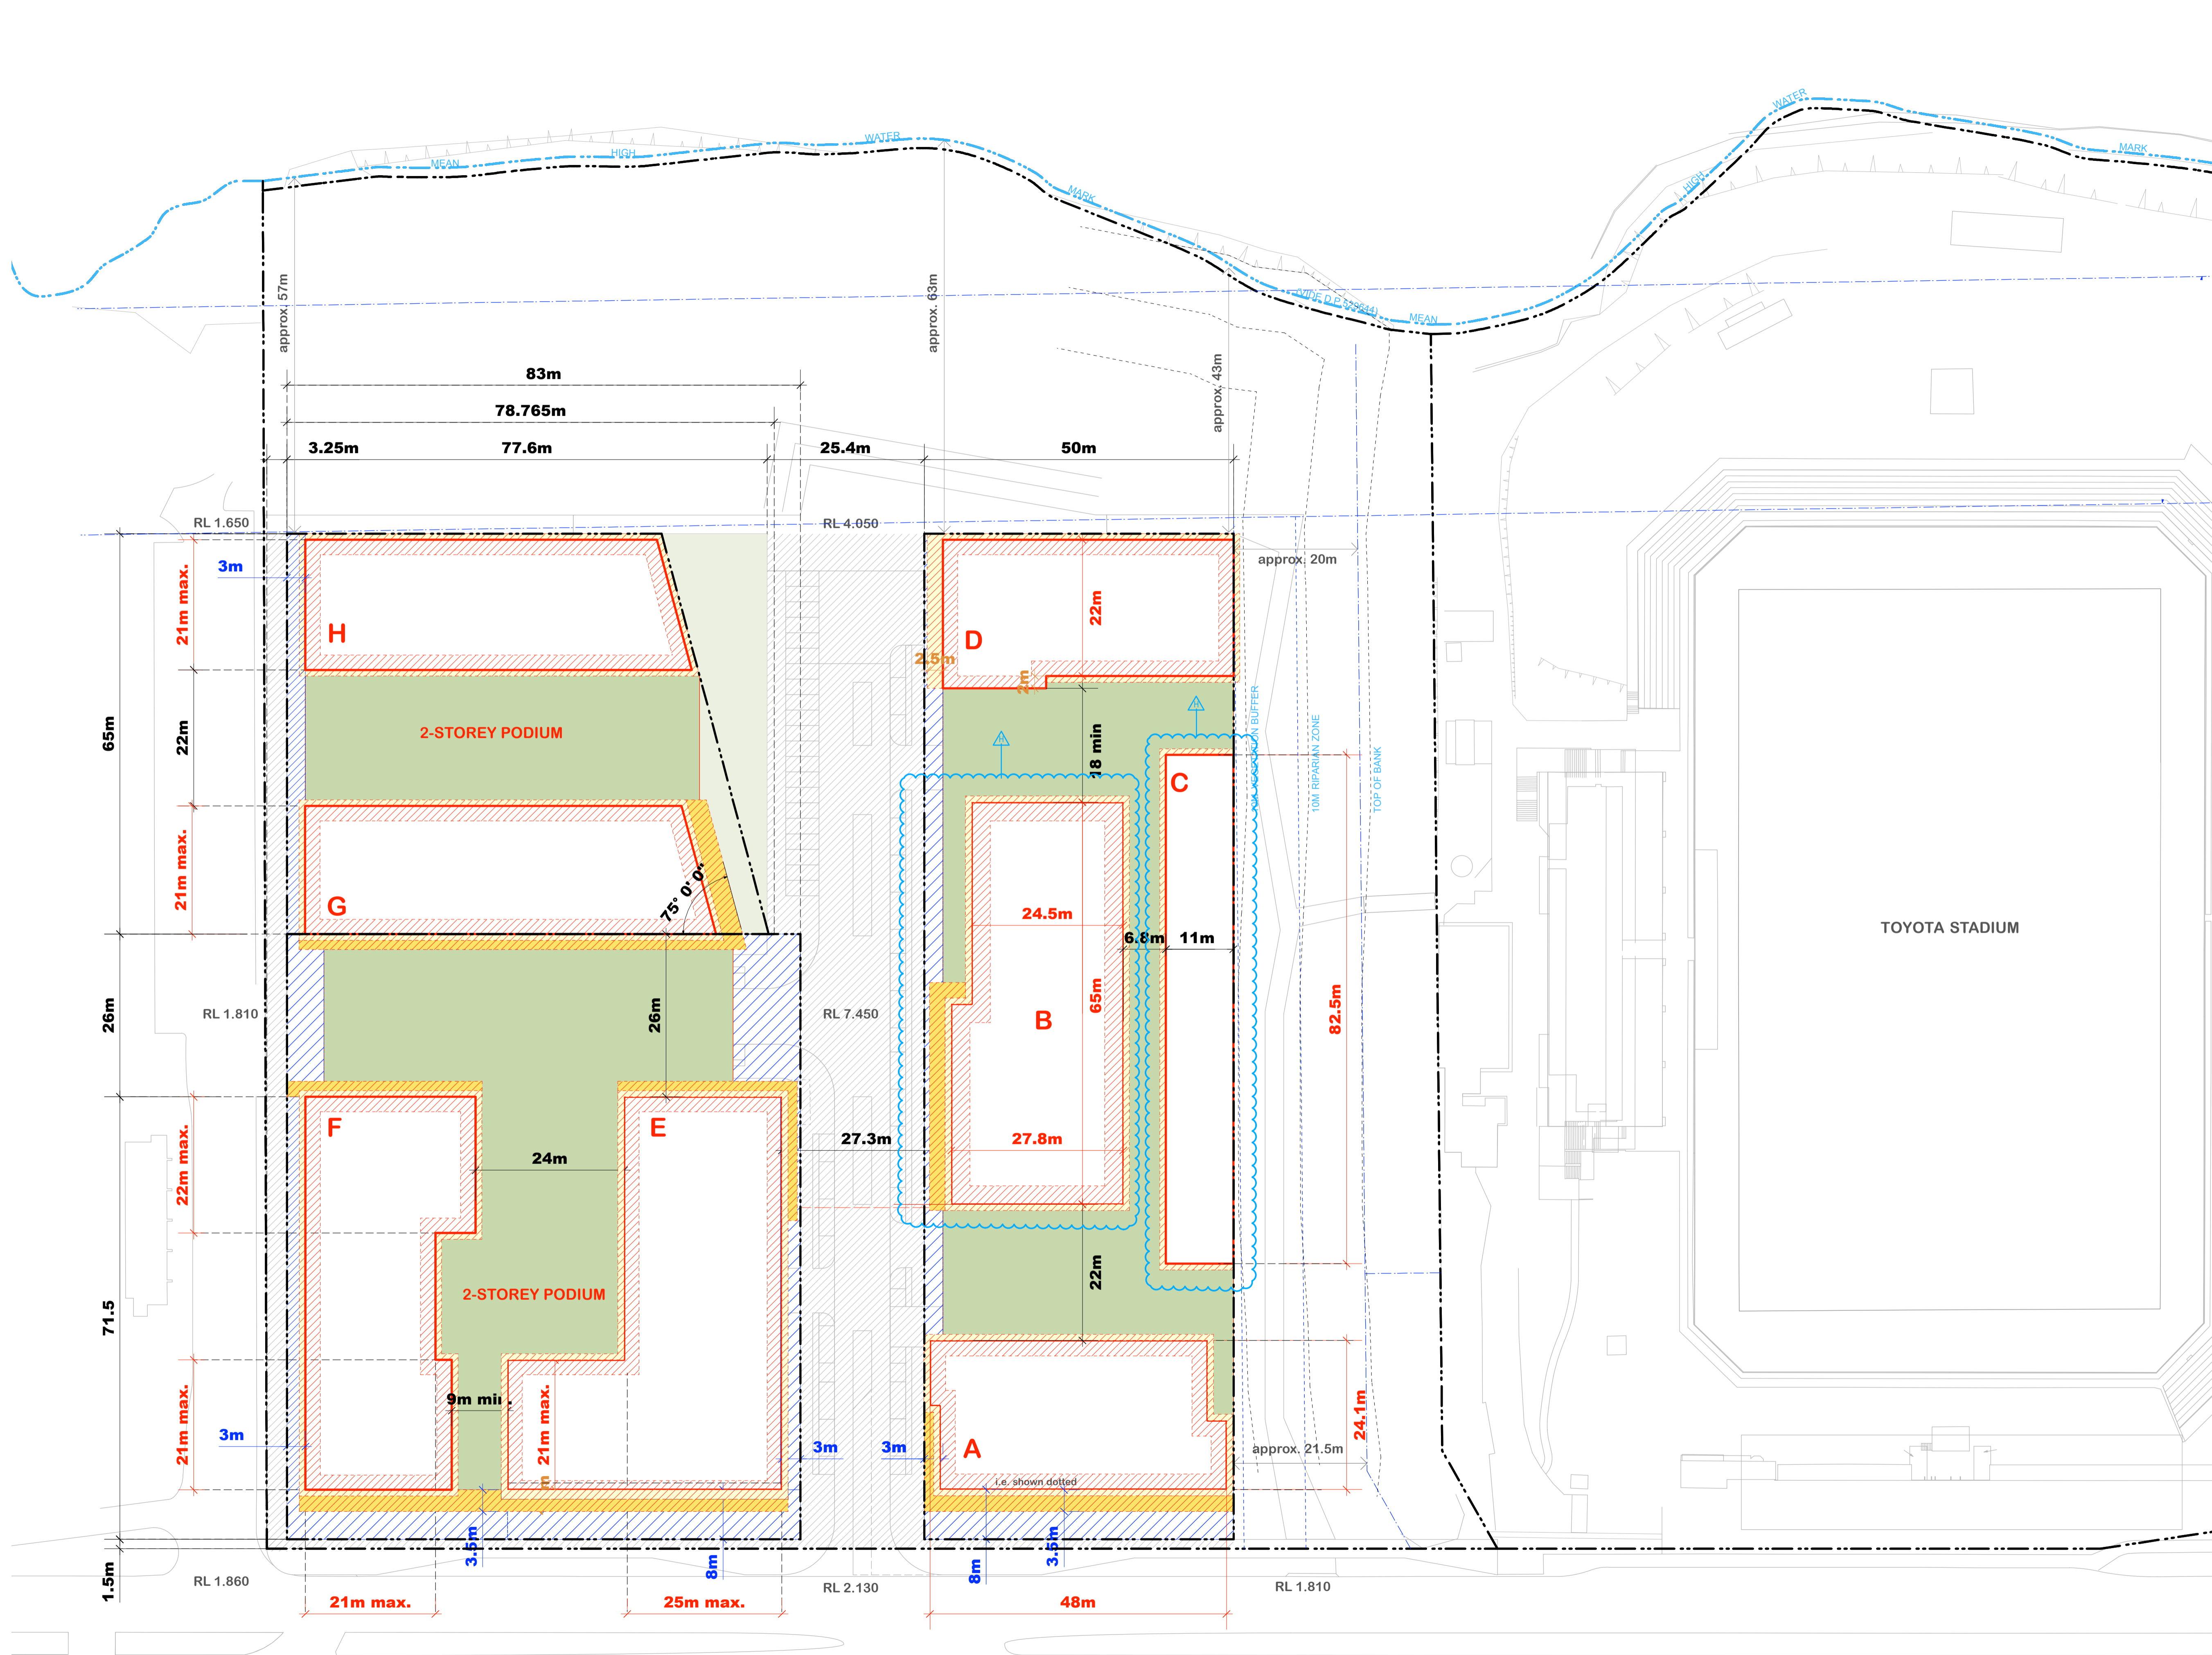 WATER
WATER
MEAN
HIGH
MARK
HIGH
MARK
MEAN
approx. 57m
approx. 63m
approx. 43m
83m
78.765m
3.25m
77.6m
25.4m
50m
RL 1.650
RL 4.050
approx. 20m
3m
21m max.
H
D
22m
2.5m
2m
65m
22m
2-STOREY PODIUM
18 min
H
H
C
10M RIPARIAN ZONE
TOP OF BANK
21m max.
G
75° 0' 0"
24.5m
6.8m
11m
TOYOTA STADIUM
26m
RL 1.810
26m
RL 7.450
B
65m
82.5m
F
E
22m max.
24m
27.3m
27.8m
71.5
2-STOREY PODIUM
22m
21m max.
9m min.
21m max.
24.1m
3m
3m
3m
A
approx. 21.5m
i.e. shown dotted
3.5m
8m
8m
3.5m
1.5m
RL 1.860
RL 2.130
RL 1.810
21m max.
25m max.
48m